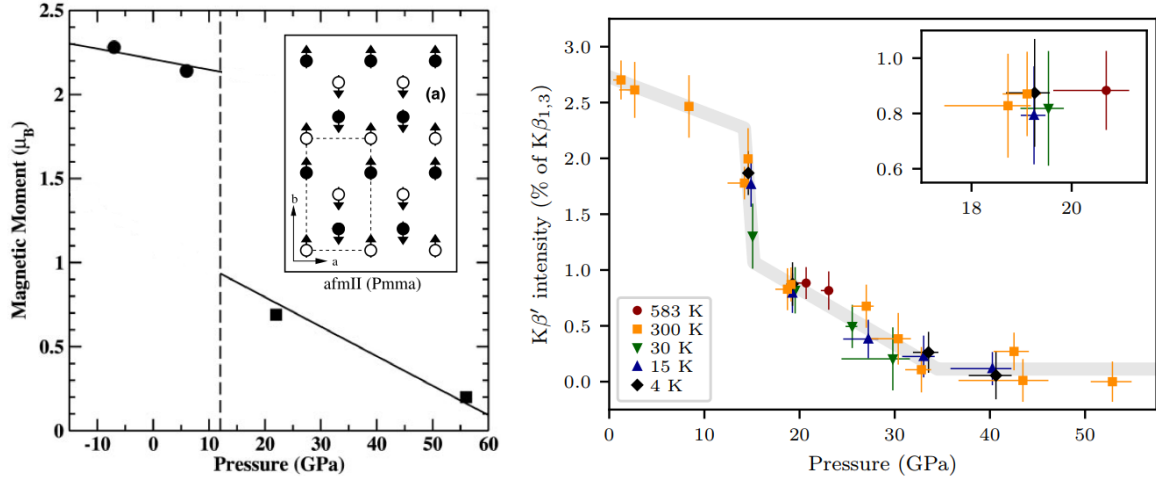 2.5
2
1.5
1
0.5
0
Magnetic Moment (μB)
-10 0 10 20 30 40 50 60
Pressure (GPa)
(a)
b
a
afmII (Pmma)
3.0
2.5
2.0
1.5
1.0
0.5
0.0
Kβ′ intensity (% of Kβ1,3)
0 10 20 30 40 50
Pressure (GPa)
583 K
300 K
30 K
15 K
4 K
1.0
0.8
0.6
18 20